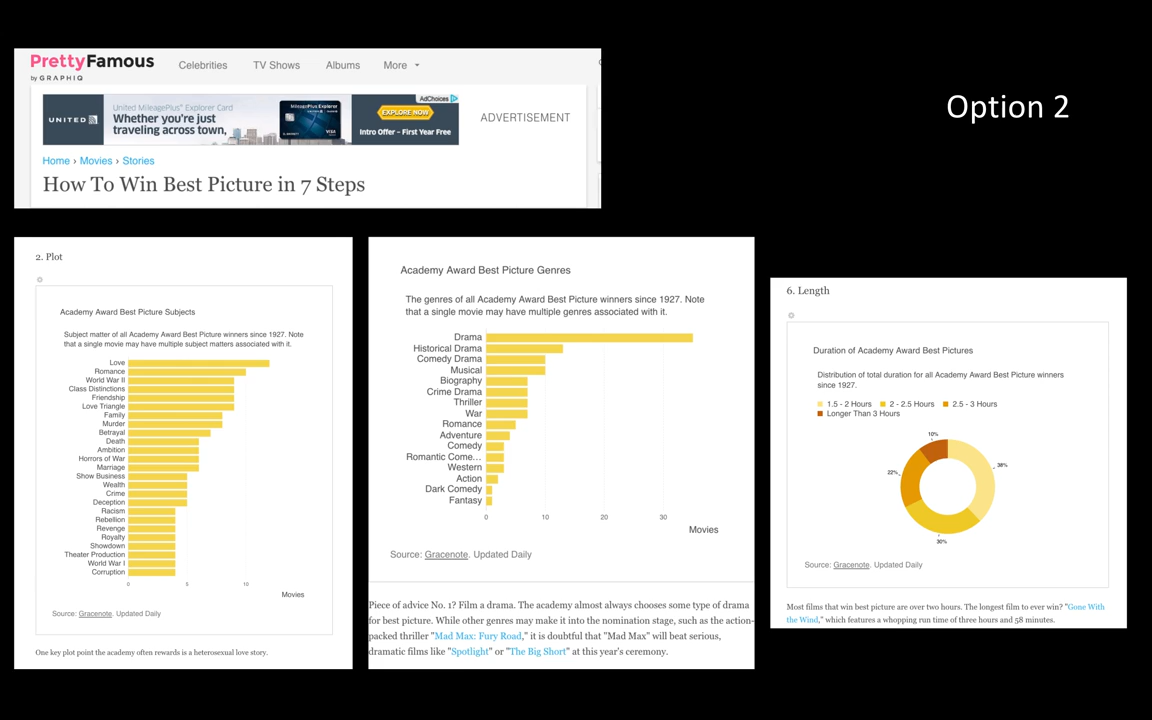 PrettyFamous
by GRAPHIQ
Celebrities
TV Shows
Albums
More
United MileagePlus® Explorer Card
Whether you're just
traveling across town,
UNITED
MileagePlus Explorer
AdChoices
EXPLORE NOW
Intro Offer – First Year Free
ADVERTISEMENT
Home › Movies › Stories
How To Win Best Picture in 7 Steps
Option 2
2. Plot
Academy Award Best Picture Subjects
Subject matter of all Academy Award Best Picture winners since 1927. Note
that a single movie may have multiple subject matters associated with it.
Love
Romance
World War II
Class Distinctions
Friendship
Love Triangle
Family
Murder
Betrayal
Death
Ambition
Horrors of War
Marriage
Show Business
Wealth
Crime
Deception
Racism
Rebellion
Revenge
Royalty
Showdown
Theater Production
World War I
Corruption
0 5 10
Movies
Source: Gracenote. Updated Daily
One key plot point the academy often rewards is a heterosexual love story.
Academy Award Best Picture Genres
The genres of all Academy Award Best Picture winners since 1927. Note
that a single movie may have multiple genres associated with it.
Drama
Historical Drama
Comedy Drama
Musical
Biography
Crime Drama
Thriller
War
Romance
Adventure
Comedy
Romantic Come...
Western
Action
Dark Comedy
Fantasy
0 10 20 30
Movies
Source: Gracenote. Updated Daily
Piece of advice No. 1? Film a drama. The academy almost always chooses some type of drama
for best picture. While other genres may make it into the nomination stage, such as the action-
packed thriller "Mad Max: Fury Road," it is doubtful that "Mad Max" will beat serious,
dramatic films like "Spotlight" or "The Big Short" at this year's ceremony.
6. Length
Duration of Academy Award Best Pictures
Distribution of total duration for all Academy Award Best Picture winners
since 1927.
1.5 - 2 Hours 2 - 2.5 Hours 2.5 - 3 Hours
Longer Than 3 Hours
10%
38%
22%
30%
Source: Gracenote. Updated Daily
Most films that win best picture are over two hours. The longest film to ever win? "Gone With
the Wind," which features a whopping run time of three hours and 58 minutes.